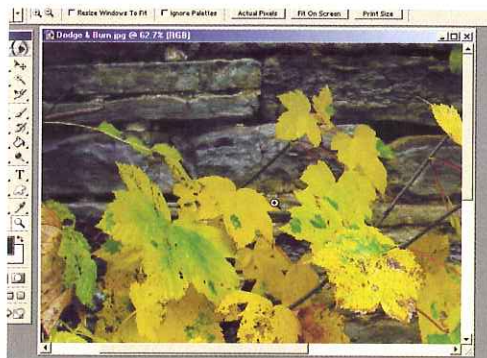 Resize Windows To Fit Ignore Palettes Actual Pixels Fit On Screen Print Size
Dodge & Burn jpg @ 62.7% [RGB]
T